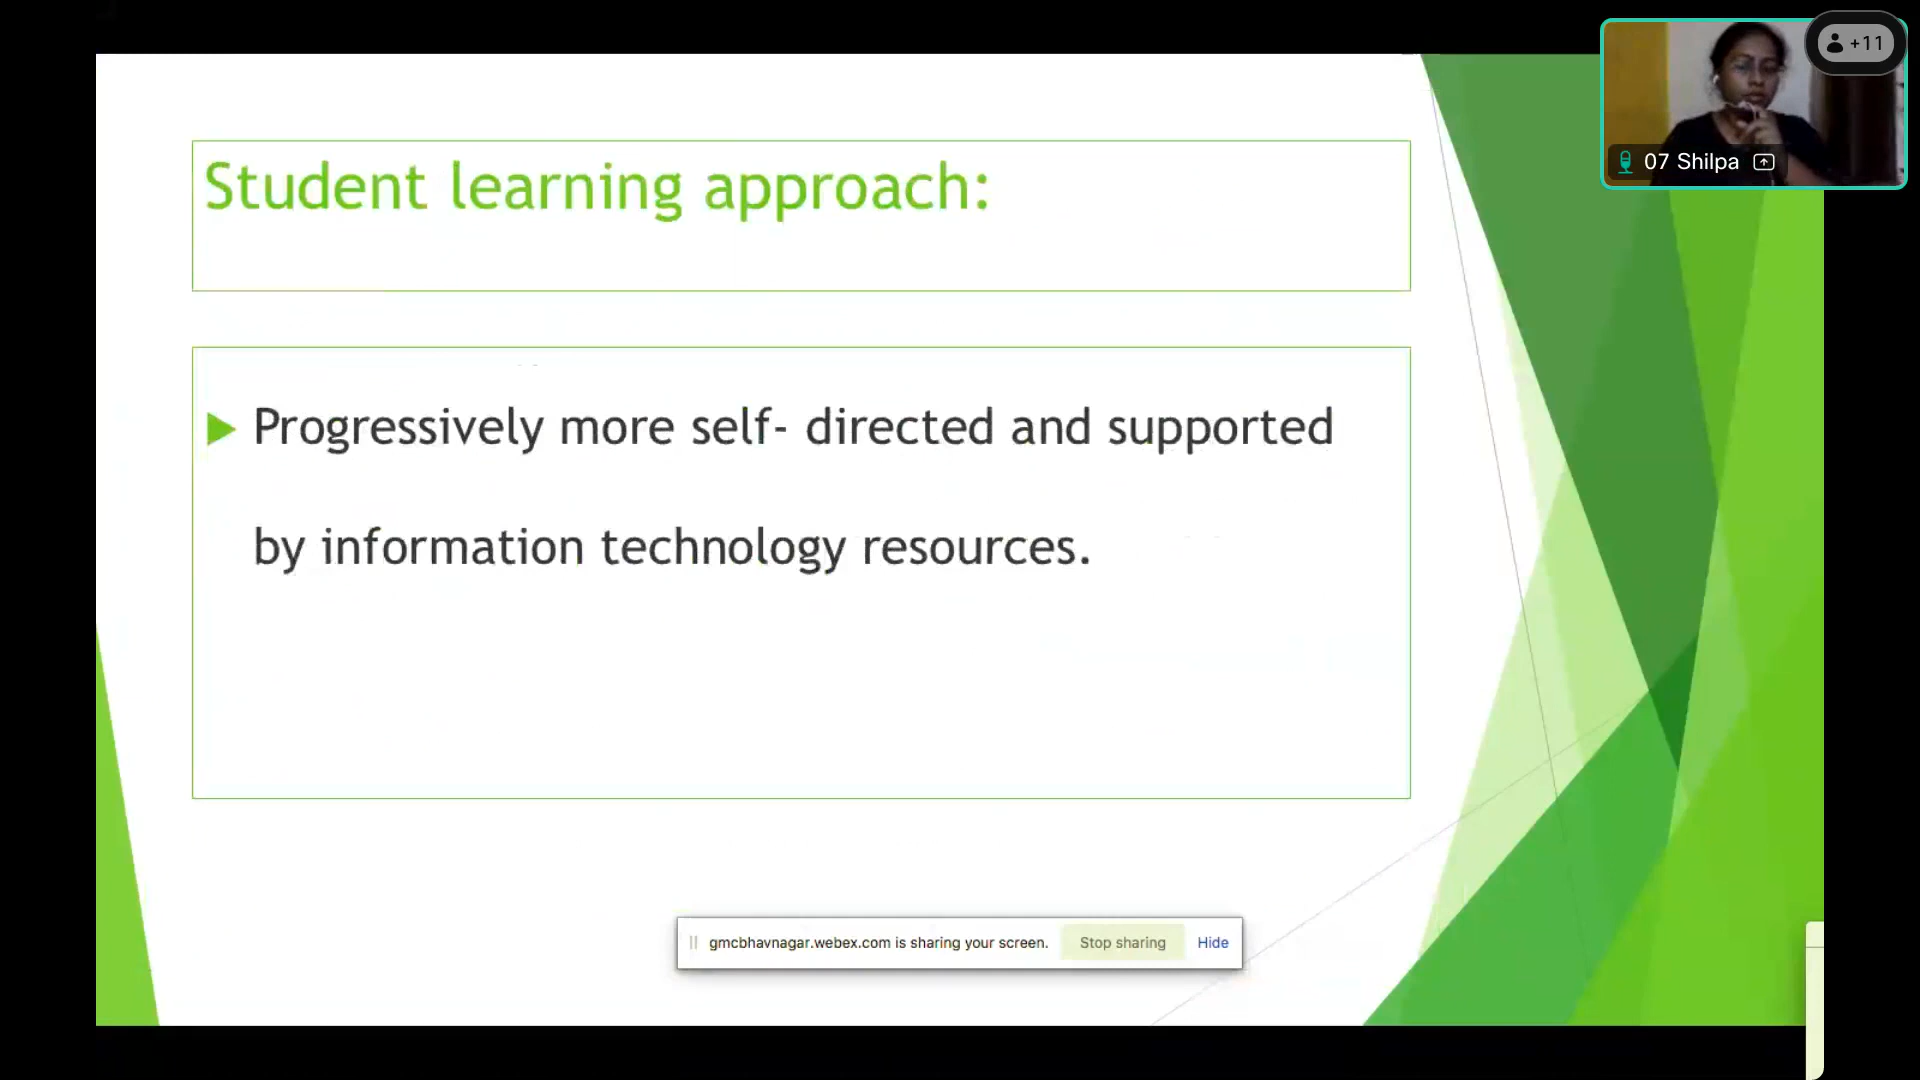 +11
07 Shilpa
Student learning approach:
Progressively more self- directed and supported
by information technology resources.
gmcbhavnagar.webex.com is sharing your screen. Stop sharing Hide